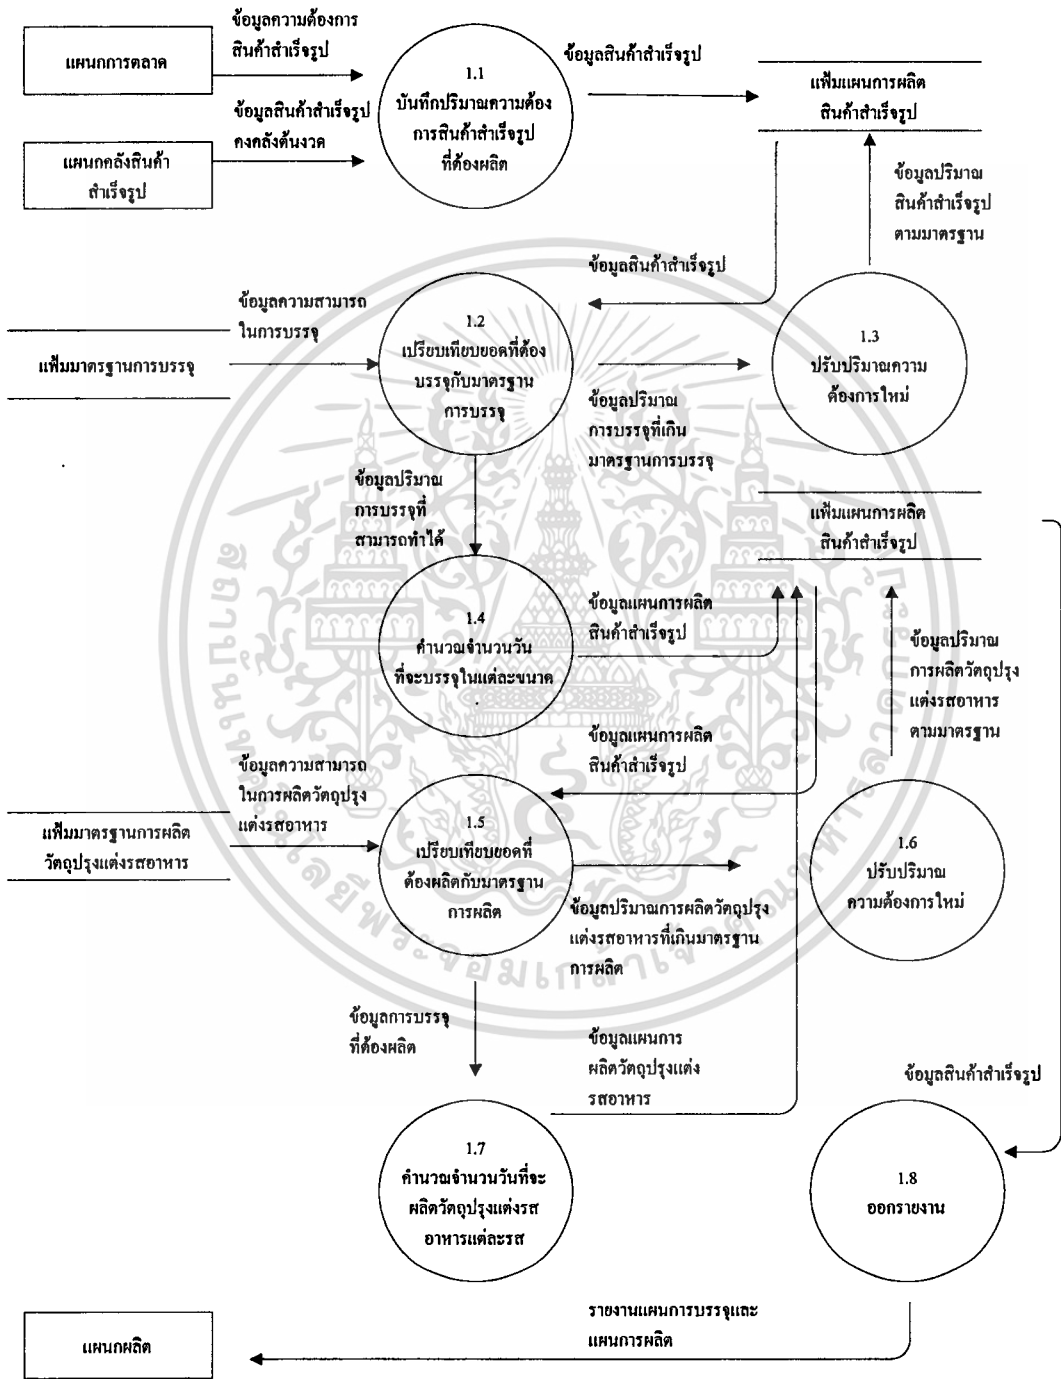 แผนกการตลาด
ข้อมูลความต้องการ
สินค้าสำเร็จรูป
ข้อมูลสินค้าสำเร็จรูป
คงคลังต้นงวด
แผนกคลังสินค้า
สำเร็จรูป
1.1
บันทึกปริมาณความต้อง
การสินค้าสำเร็จรูป
ที่ต้องผลิต
ข้อมูลสินค้าสำเร็จรูป
แฟ้มแผนการผลิต
สินค้าสำเร็จรูป
ข้อมูลปริมาณ
สินค้าสำเร็จรูป
ตามมาตรฐาน
ข้อมูลสินค้าสำเร็จรูป
ข้อมูลความสามารถ
ในการบรรจุ
แฟ้มมาตรฐานการบรรจุ
1.2
เปรียบเทียบยอดที่ต้อง
บรรจุกับมาตรฐาน
การบรรจุ
1.3
ปรับปริมาณความ
ต้องการใหม่
ข้อมูลปริมาณ
การบรรจุที่เกิน
มาตรฐานการบรรจุ
ข้อมูลปริมาณ
การบรรจุที่
สามารถทำได้
แฟ้มแผนการผลิต
สินค้าสำเร็จรูป
1.4
คำนวณจำนวนวัน
ที่จะบรรจุในแต่ละขนาด
ข้อมูลแผนการผลิต
สินค้าสำเร็จรูป
ข้อมูลปริมาณ
การผลิตวัตถุปรุง
แต่งรสอาหาร
ตามมาตรฐาน
ข้อมูลแผนการผลิต
สินค้าสำเร็จรูป
ข้อมูลความสามารถ
ในการผลิตวัตถุปรุง
แต่งรสอาหาร
แฟ้มมาตรฐานการผลิต
วัตถุปรุงแต่งรสอาหาร
1.5
เปรียบเทียบยอดที่
ต้องผลิตกับมาตรฐาน
การผลิต
1.6
ปรับปริมาณ
ความต้องการใหม่
ข้อมูลปริมาณการผลิตวัตถุปรุง
แต่งรสอาหารที่เกินมาตรฐาน
การผลิต
ข้อมูลการบรรจุ
ที่ต้องผลิต
ข้อมูลแผนการ
ผลิตวัตถุปรุงแต่ง
รสอาหาร
ข้อมูลสินค้าสำเร็จรูป
1.7
คำนวณจำนวนวันที่จะ
ผลิตวัตถุปรุงแต่งรส
อาหารแต่ละรส
1.8
ออกรายงาน
รายงานแผนการบรรจุและ
แผนการผลิต
แผนกผลิต
สถาบันเทคโนโลยีพระจอมเกล้าเจ้าคุณทหารลาดกระบัง